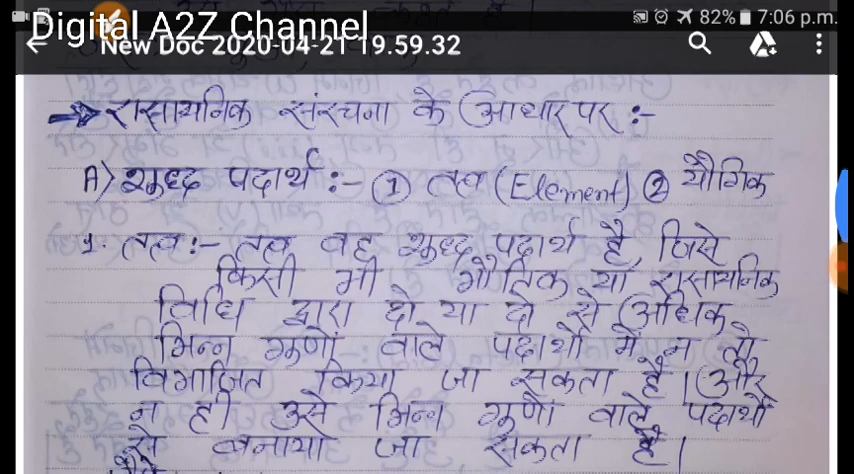 Digital A2Z Channel
82% 7:06 p.m.
New Doc 2020-04-21 19.59.32
→ रासायनिक संरचना के आधार पर :-
A> शुध्द पदार्थ :- ① तत्व (Element) ② यौगिक
1. तत्व :- तत्व वह शुध्द पदार्थ है, जिसे
किसी भी भौतिक या रासायनिक
विधि द्वारा दो या दो से अधिक
भिन्न गुणों वाले पदार्थों में न तो
विभाजित किया जा सकता है। और
न ही उसे भिन्न गुणों वाले पदार्थों
से बनाया जा सकता है।